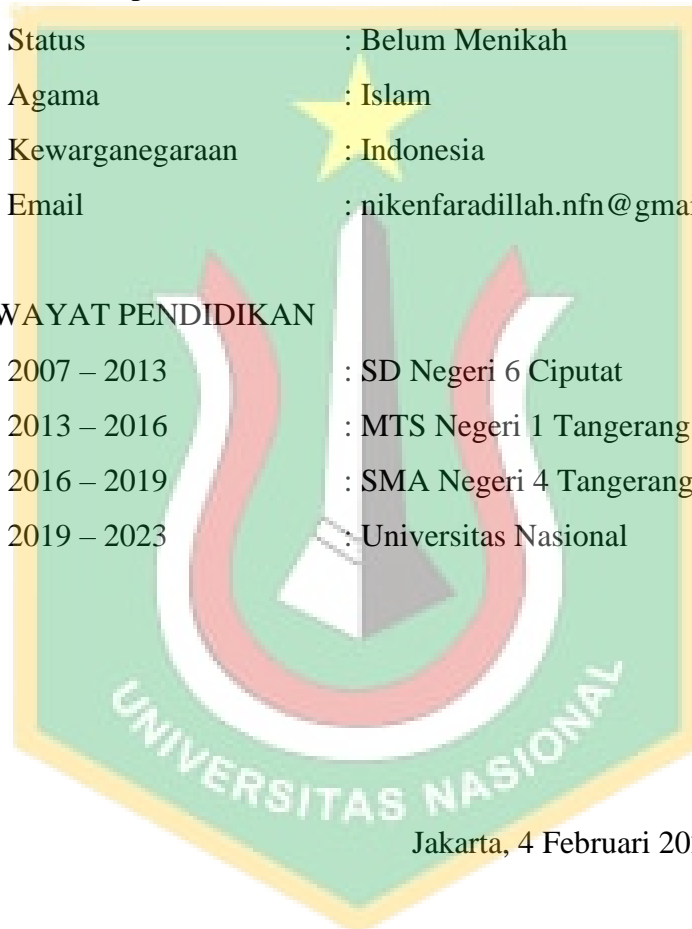 Status : Belum Menikah
Agama : Islam
Kewarganegaraan : Indonesia
Email : nikenfaradillah.nfn@gma
WAYAT PENDIDIKAN
2007 – 2013 : SD Negeri 6 Ciputat
2013 – 2016 : MTS Negeri 1 Tangerang
2016 – 2019 : SMA Negeri 4 Tangerang
2019 – 2023 : Universitas Nasional
UNIVERSITAS NASIONAL
Jakarta, 4 Februari 20